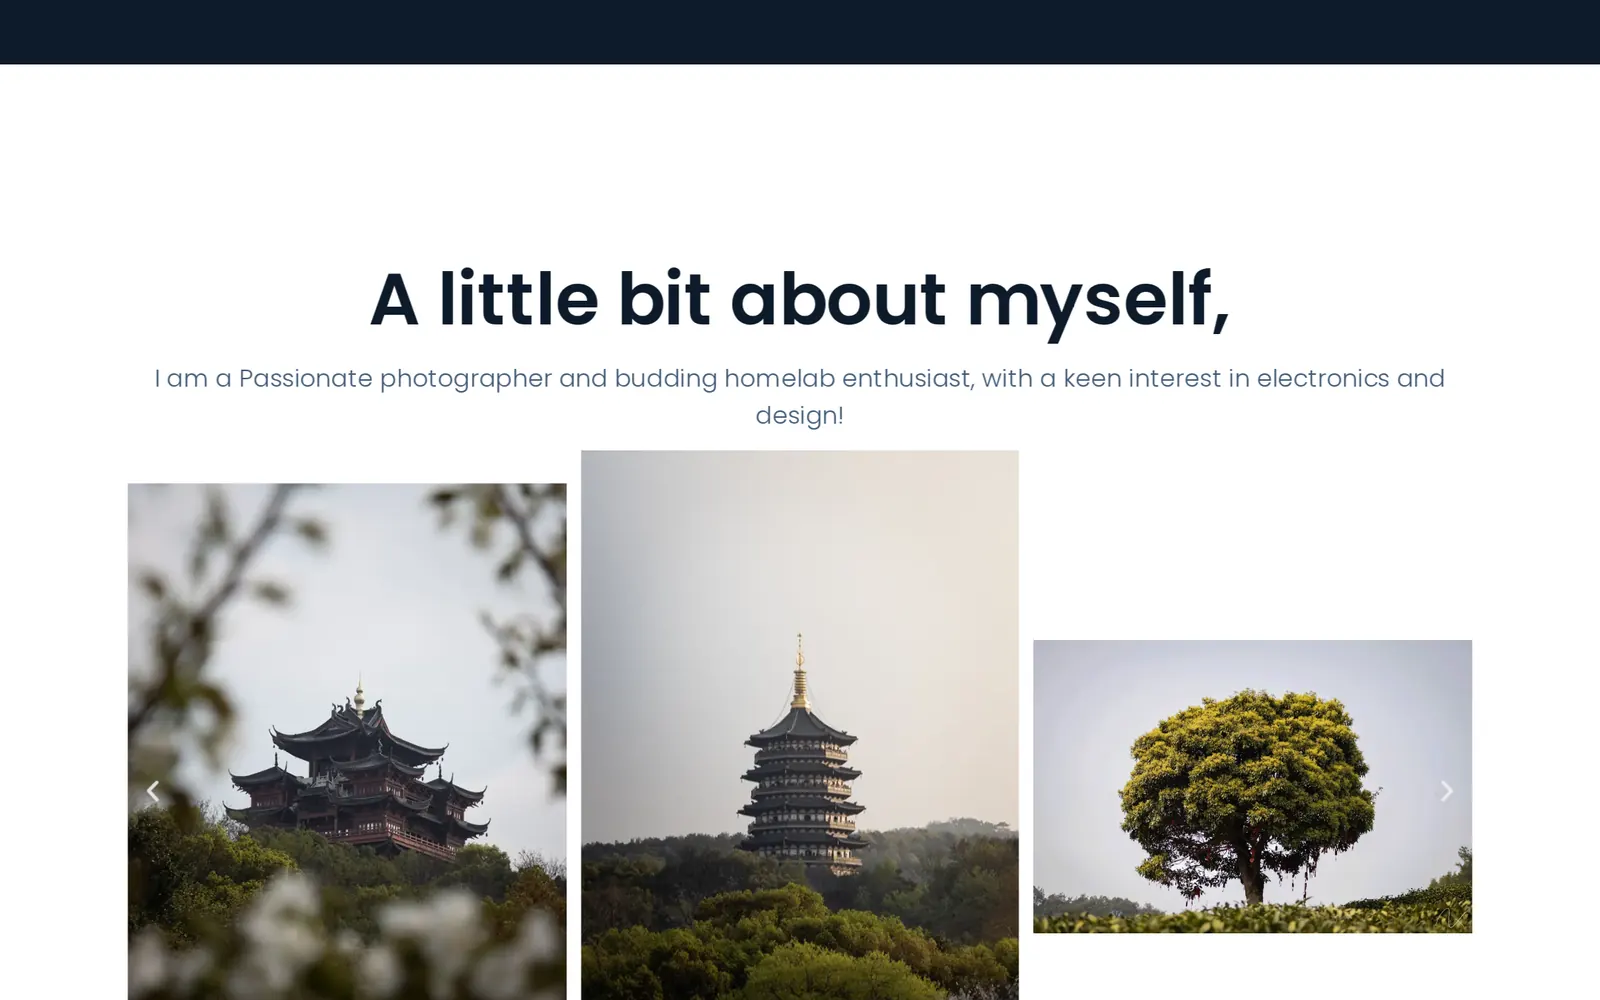 A little bit about myself,
I am a Passionate photographer and budding homelab enthusiast, with a keen interest in electronics and
design!